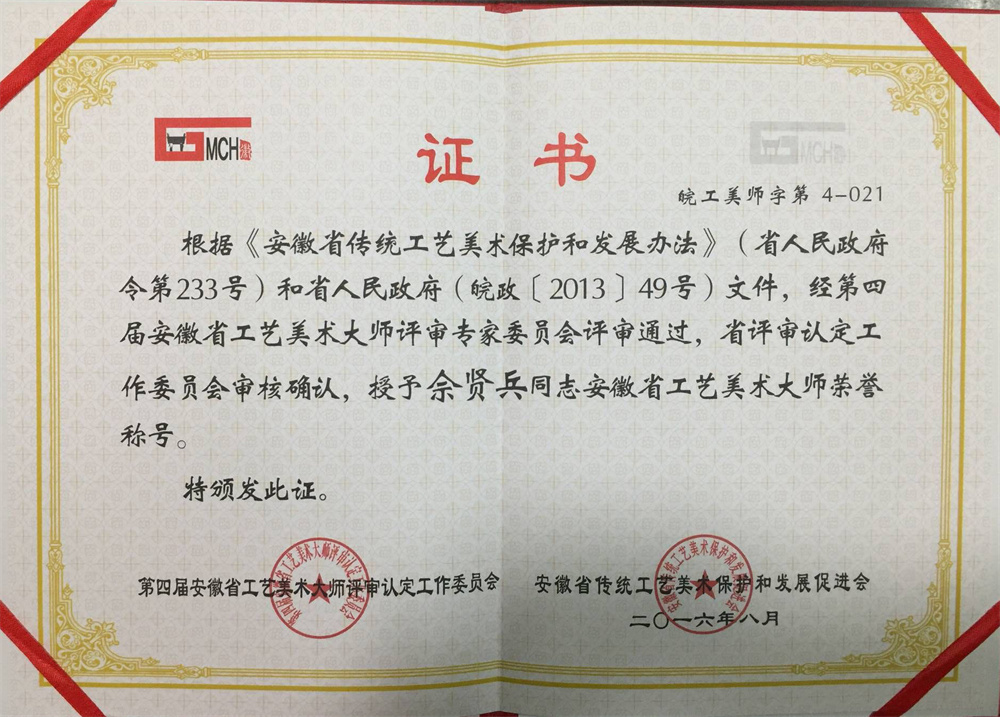 MCH
证书
皖工美师字第 4-021
根据《安徽省传统工艺美术保护和发展办法》（省人民政府
令第233号）和省人民政府（皖政〔2013〕49号）文件，经第四
届安徽省工艺美术大师评审专家委员会评审通过，省评审认定工
作委员会审核确认，授予佘贤兵同志安徽省工艺美术大师荣誉
称号。
特颁发此证。
第四届安徽省工艺美术大师评审认定工作委员会
安徽省传统工艺美术保护和发展促进会
二〇一六年八月